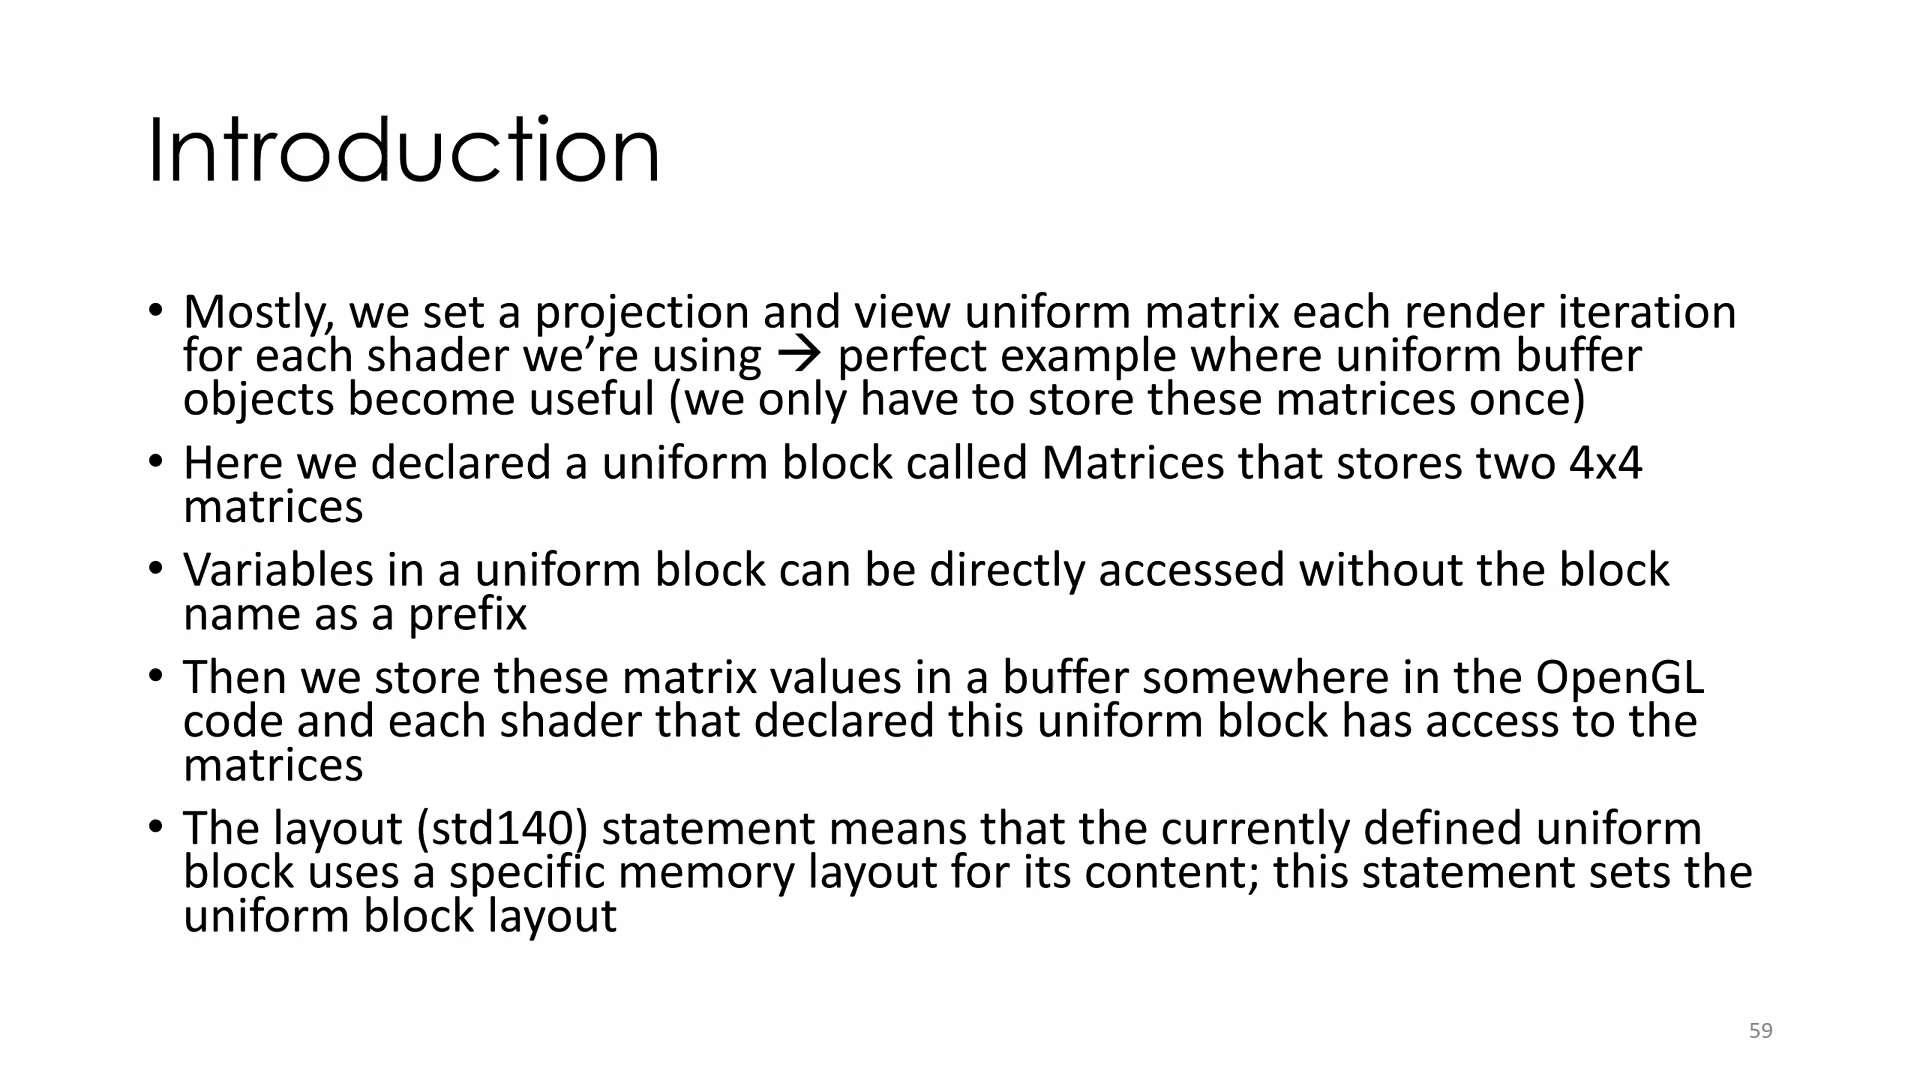 Introduction
• Mostly, we set a projection and view uniform matrix each render iteration
for each shader we’re using → perfect example where uniform buffer
objects become useful (we only have to store these matrices once)
• Here we declared a uniform block called Matrices that stores two 4x4
matrices
• Variables in a uniform block can be directly accessed without the block
name as a prefix
• Then we store these matrix values in a buffer somewhere in the OpenGL
code and each shader that declared this uniform block has access to the
matrices
• The layout (std140) statement means that the currently defined uniform
block uses a specific memory layout for its content; this statement sets the
uniform block layout
59